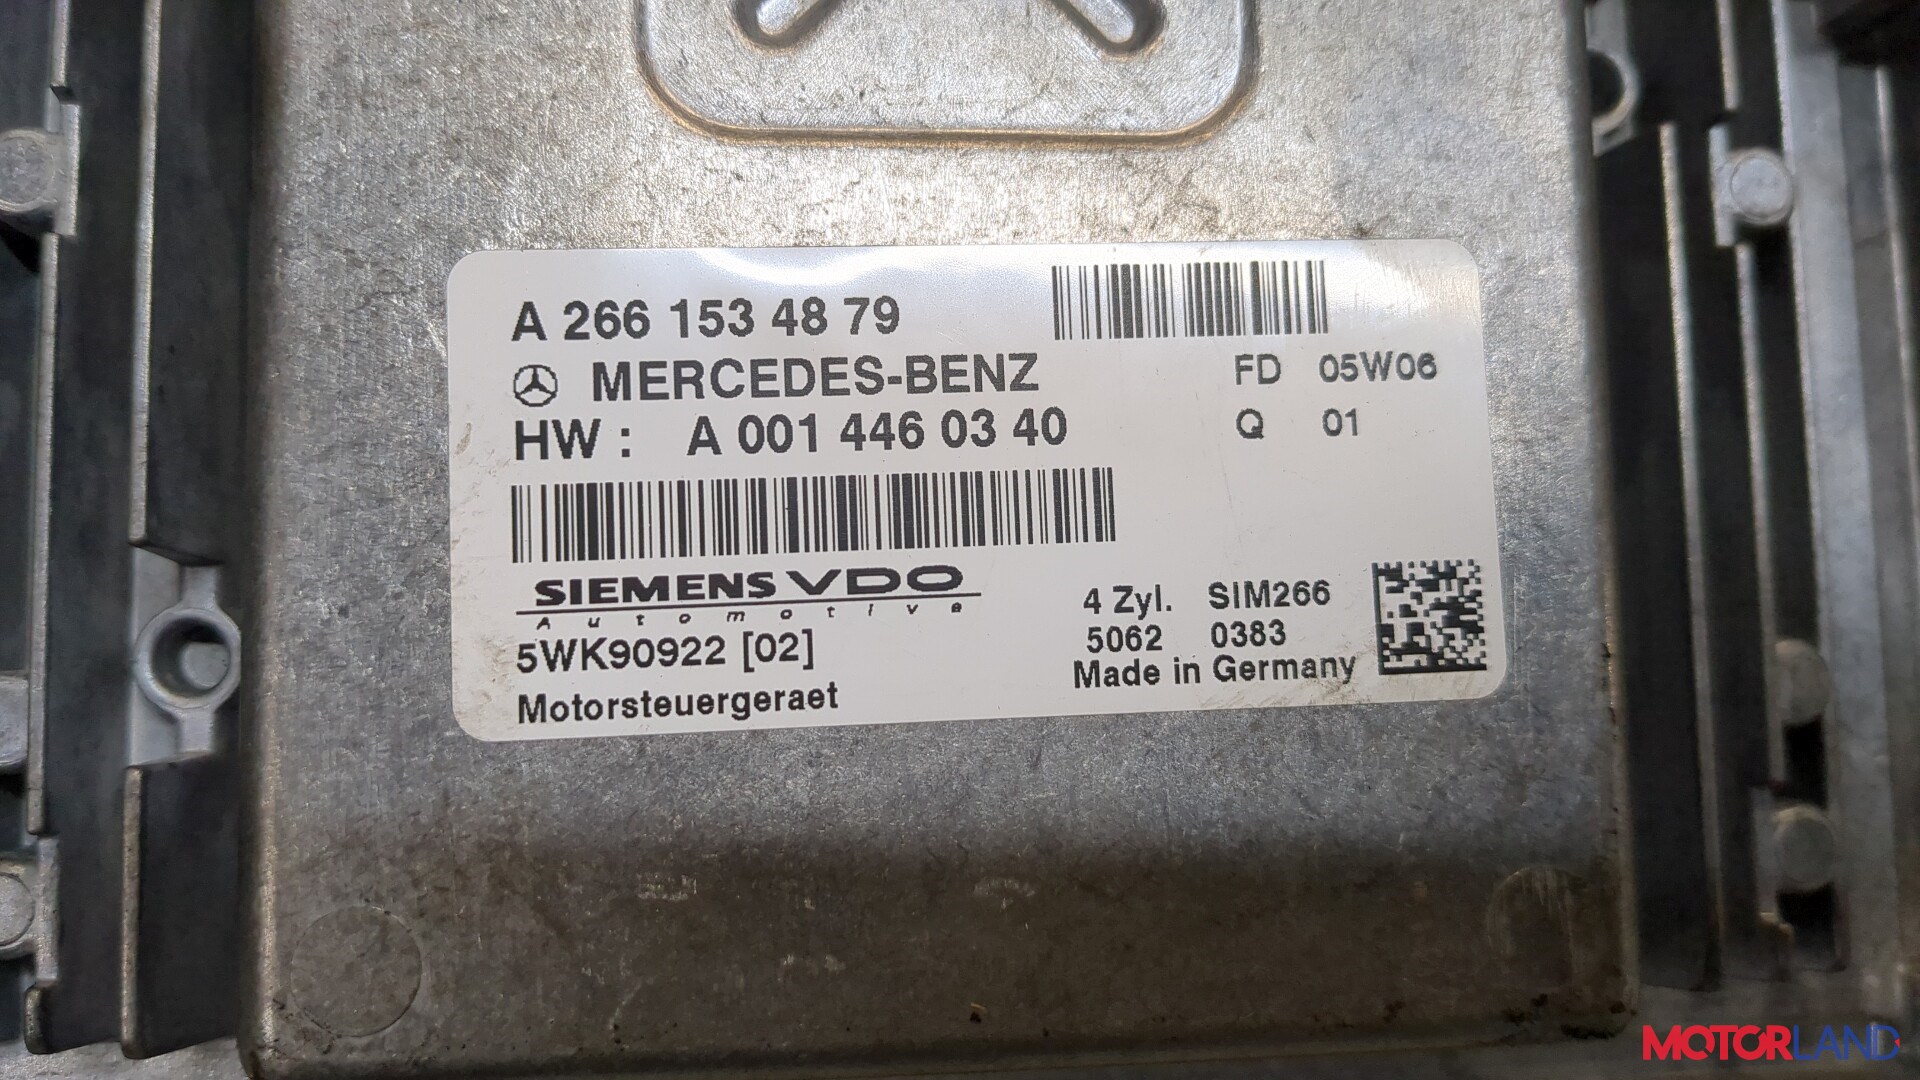 A 266 153 48 79
MERCEDES-BENZ
FD 05W06
HW : A 001 446 03 40
Q 01
SIEMENS VDO
Automotive
4 Zyl. SIM266
5WK90922 [02]
5062 0383
Motorsteuergeraet
Made in Germany
MOTORLAND